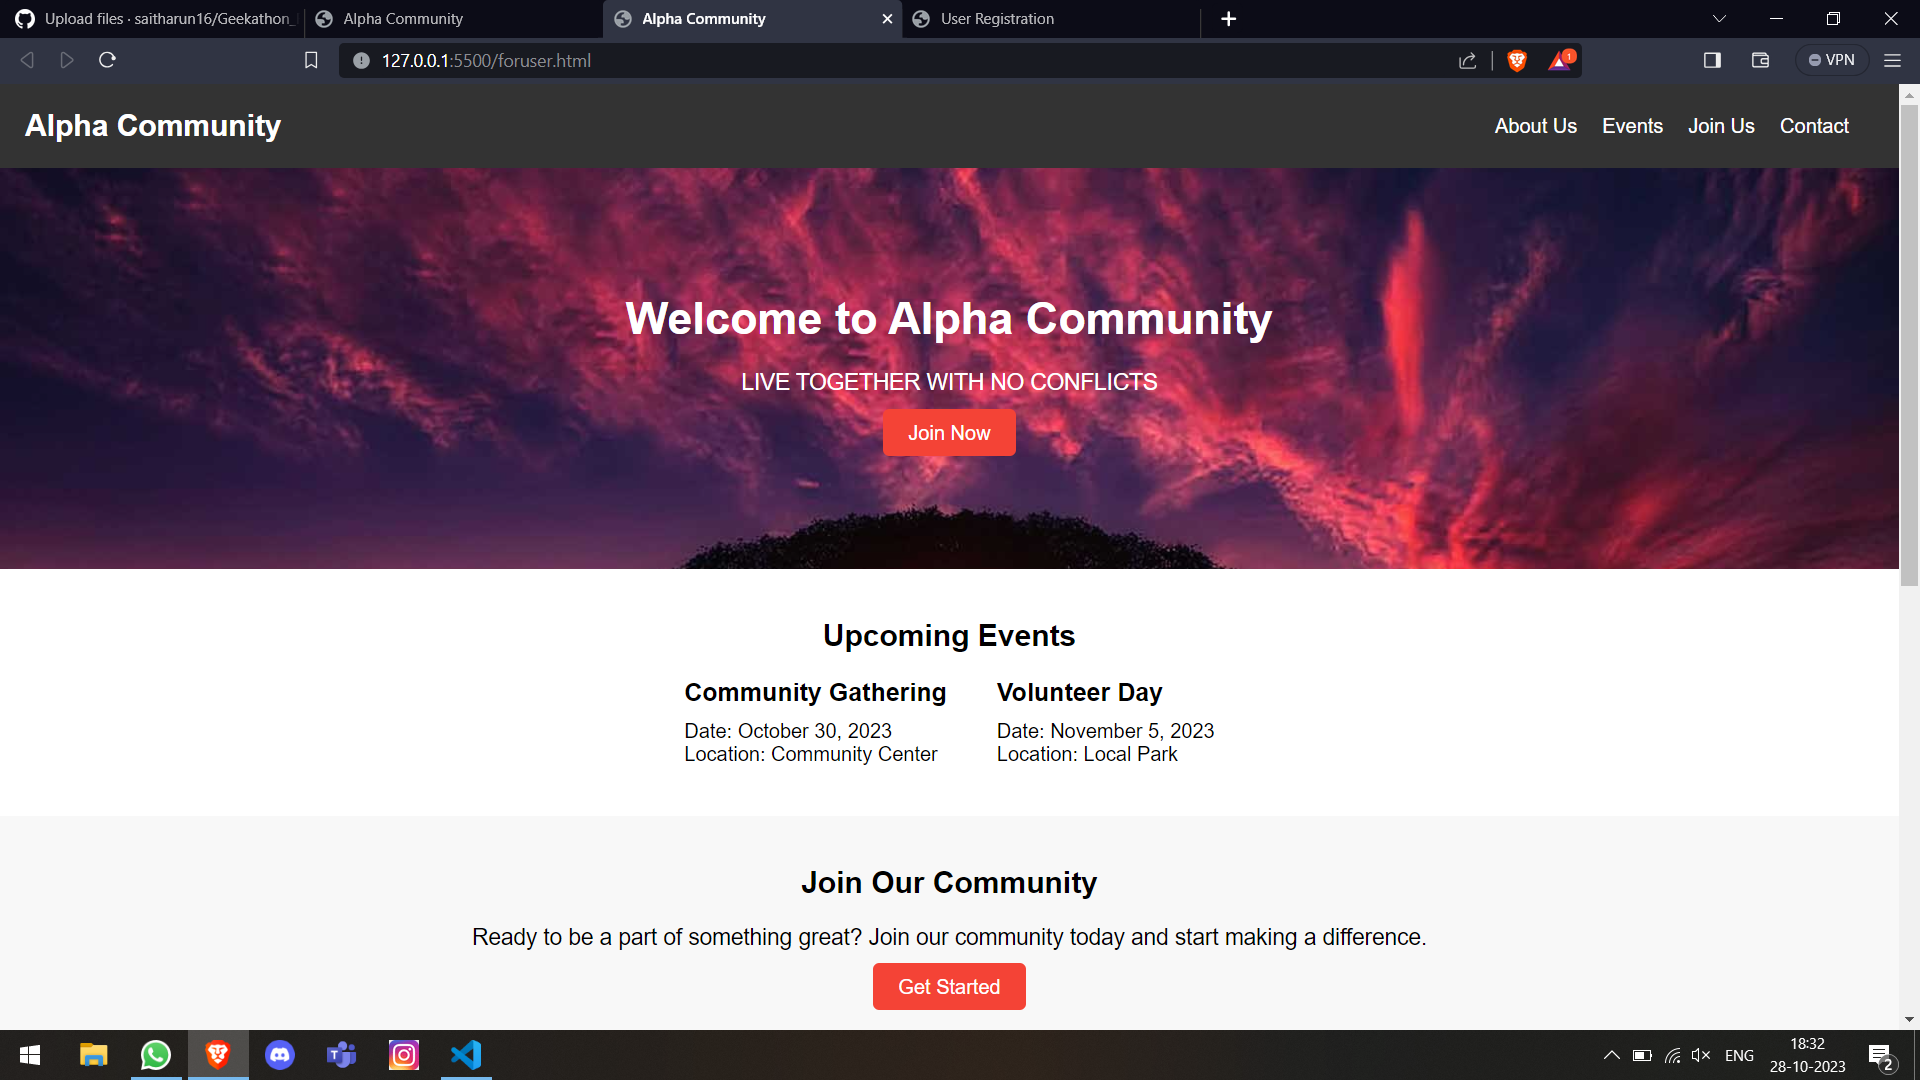 Upload files · saitharun16/Geekathon_
Alpha Community
Alpha Community
User Registration
127.0.0.1:5500/foruser.html
1
VPN
Alpha Community
About Us
Events
Join Us
Contact
Welcome to Alpha Community
LIVE TOGETHER WITH NO CONFLICTS
Join Now
Upcoming Events
Community Gathering
Date: October 30, 2023
Location: Community Center
Volunteer Day
Date: November 5, 2023
Location: Local Park
Join Our Community
Ready to be a part of something great? Join our community today and start making a difference.
Get Started
ENG
18:32
28-10-2023
2